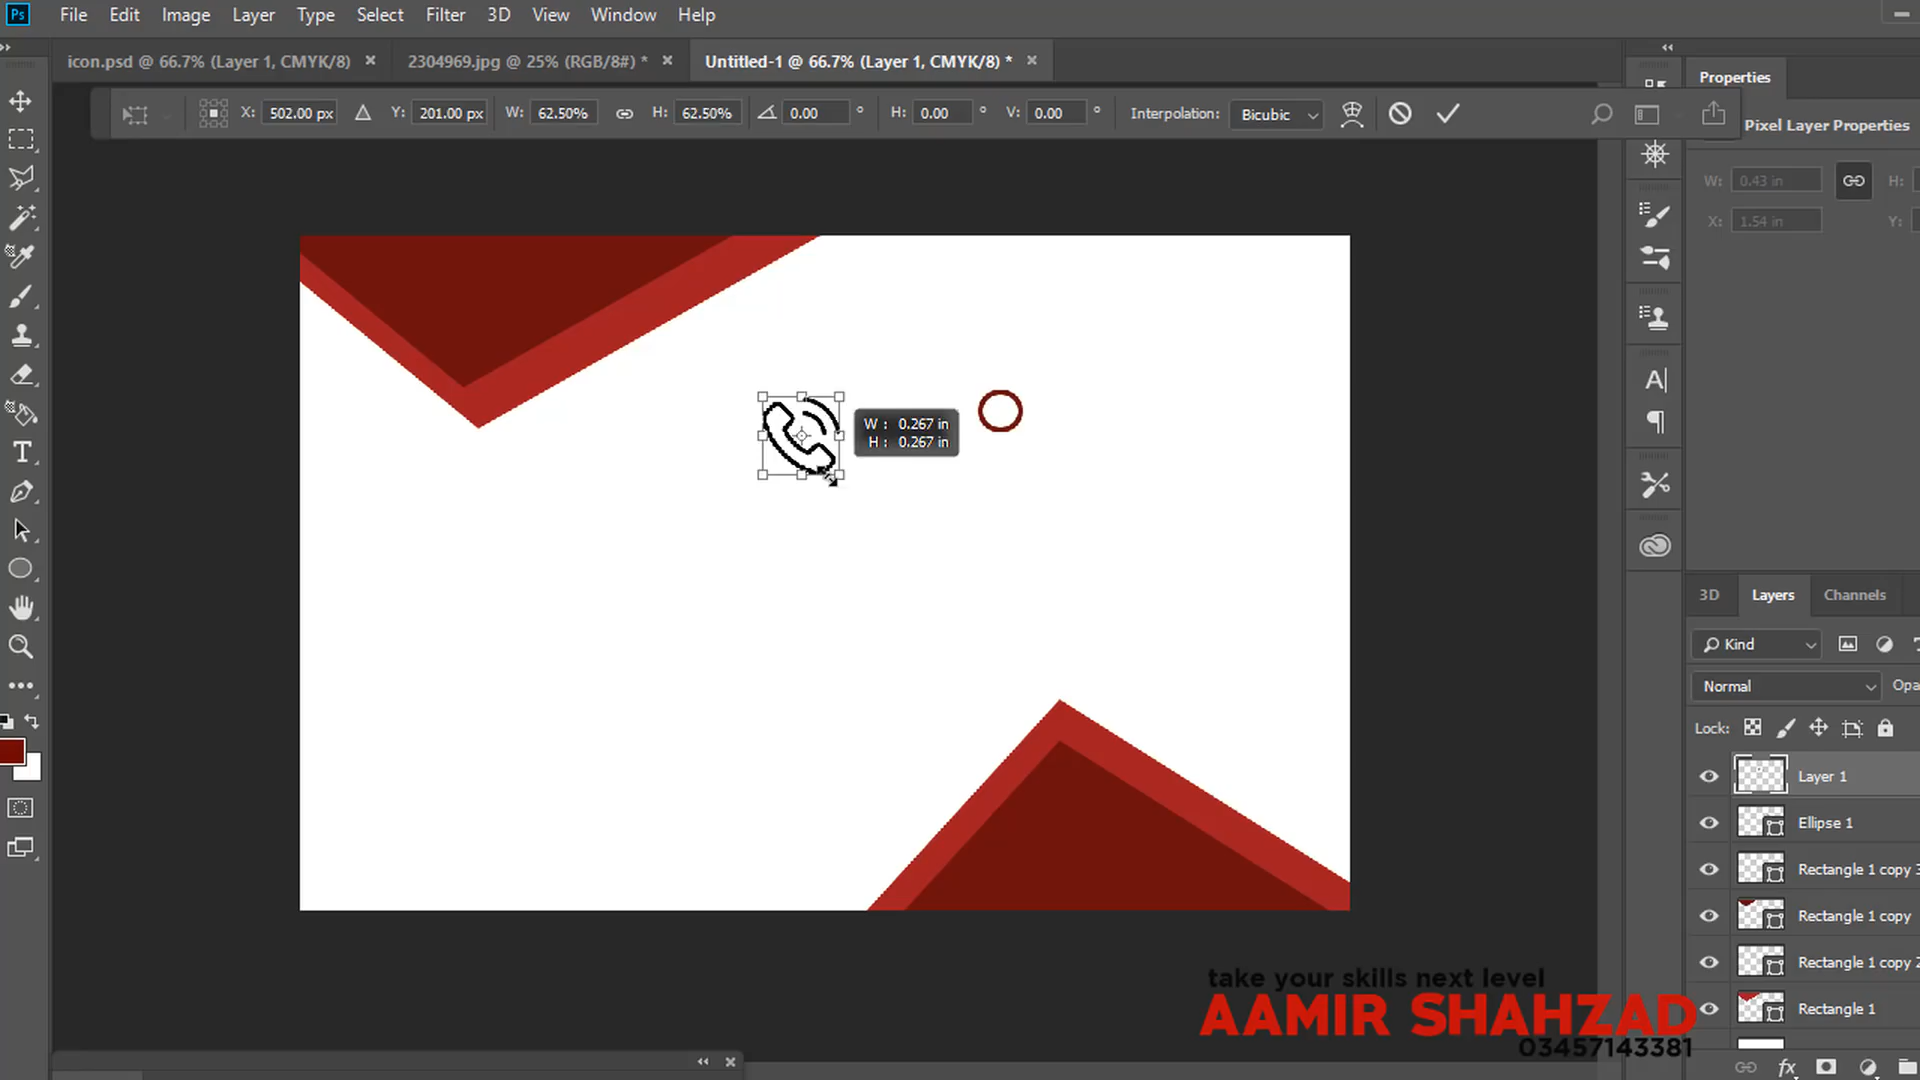 Ps File Edit Image Layer Type Select Filter 3D View Window Help
icon.psd @ 66.7% (Layer 1, CMYK/8) × 2304969.jpg @ 25% (RGB/8#) * × Untitled-1 @ 66.7% (Layer 1, CMYK/8) * ×
X: 502.00 px Y: 201.00 px W: 62.50% H: 62.50% 0.00 ° H: 0.00 ° V: 0.00 ° Interpolation: Bicubic
Properties
Pixel Layer Properties
W: 0.43 in H:
X: 1.54 in Y:
W : 0.267 in
H : 0.267 in
3D Layers Channels
Kind
Normal Opa
Lock:
Layer 1
Ellipse 1
Rectangle 1 copy 3
Rectangle 1 copy
Rectangle 1 copy 2
Rectangle 1
fx
take your skills next level
AAMIR SHAHZAD
03457143381